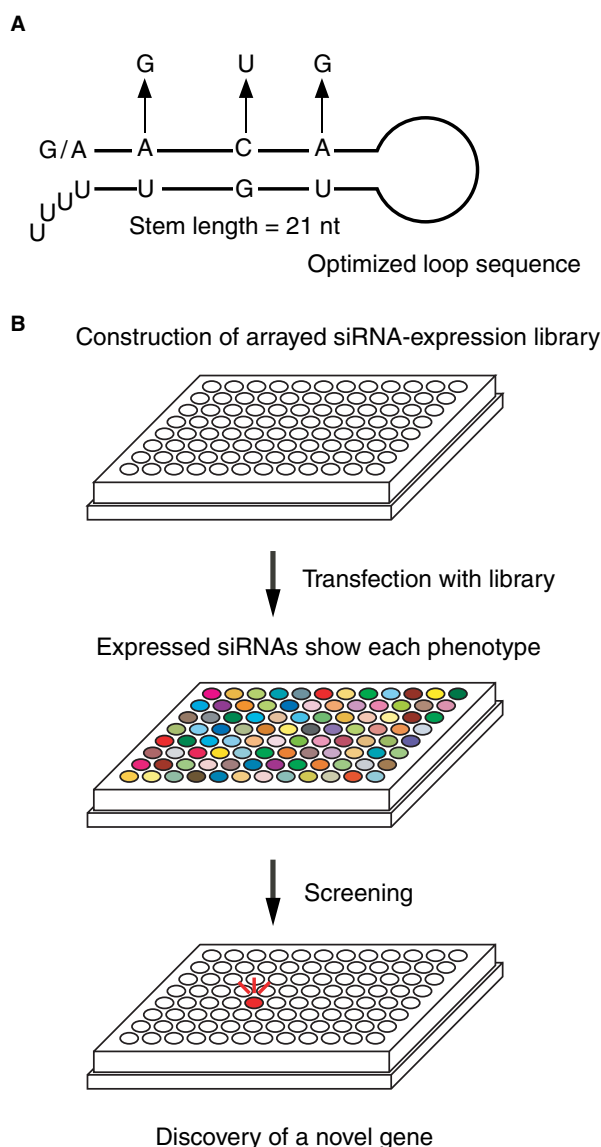 A
G U G
G/A A C A
U U G U
U
U
U
Stem length = 21 nt
Optimized loop sequence
B
Construction of arrayed siRNA-expression library
Transfection with library
Expressed siRNAs show each phenotype
Screening
Discovery of a novel gene